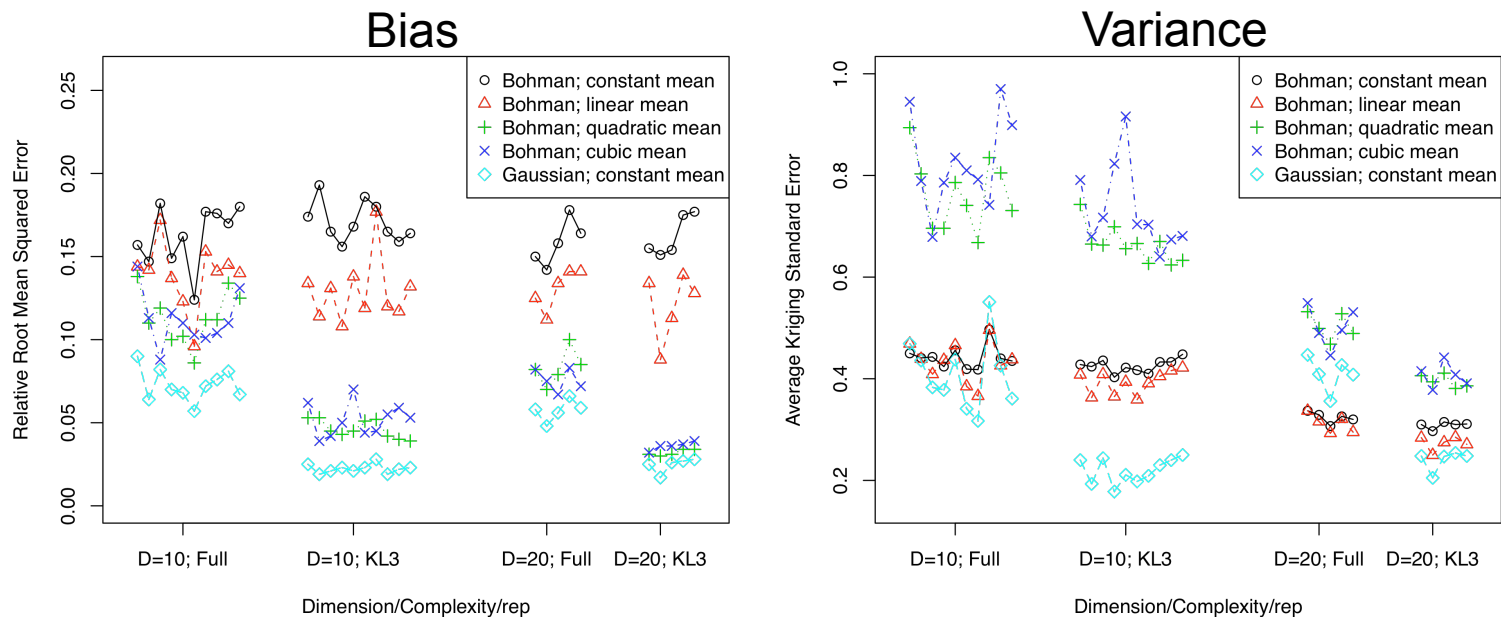 Bias
Relative Root Mean Squared Error
0.25
0.20
0.15
0.10
0.05
0.00
Bohman; constant mean
Bohman; linear mean
Bohman; quadratic mean
Bohman; cubic mean
Gaussian; constant mean
D=10; Full
D=10; KL3
D=20; Full
D=20; KL3
Dimension/Complexity/rep
Variance
Average Kriging Standard Error
1.0
0.8
0.6
0.4
0.2
Bohman; constant mean
Bohman; linear mean
Bohman; quadratic mean
Bohman; cubic mean
Gaussian; constant mean
D=10; Full
D=10; KL3
D=20; Full
D=20; KL3
Dimension/Complexity/rep